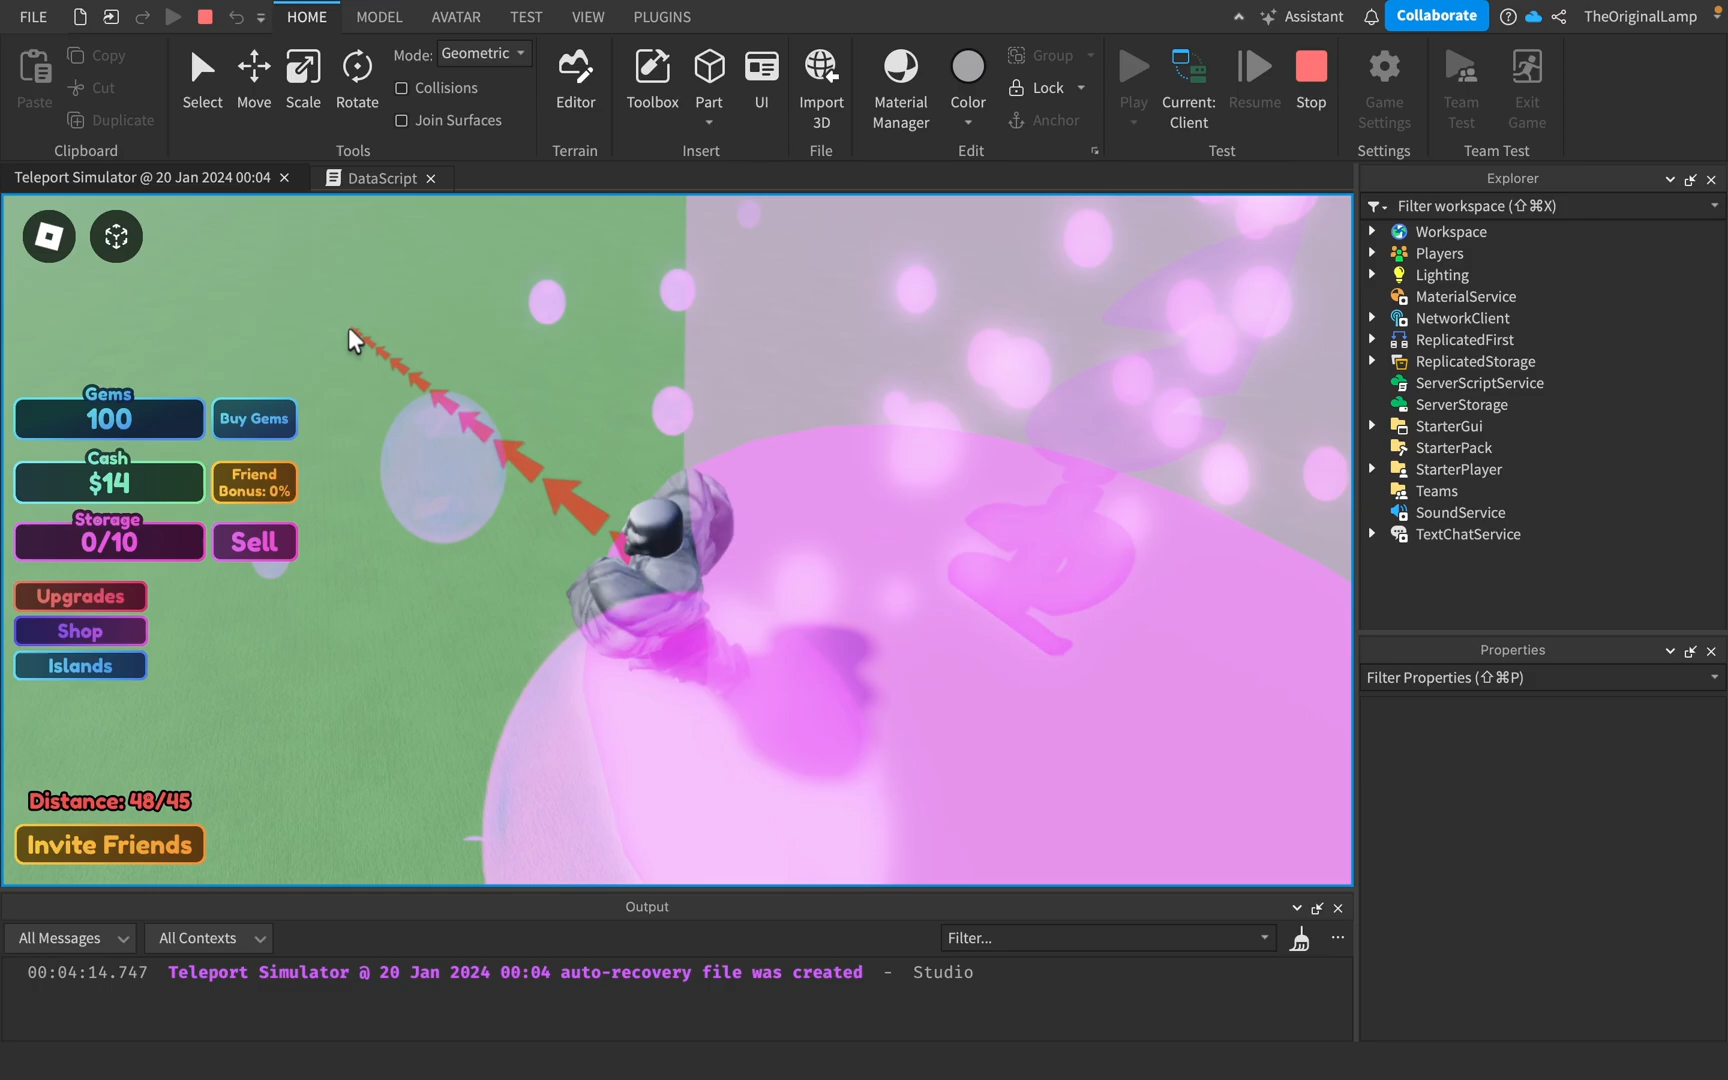 FILE
HOME
MODEL
AVATAR
TEST
VIEW
PLUGINS
Assistant
Collaborate
TheOriginalLamp
Paste
Copy
Cut
Duplicate
Clipboard
Select
Move
Scale
Rotate
Mode: Geometric
Collisions
Join Surfaces
Tools
Editor
Terrain
Toolbox
Part
UI
Insert
Import
3D
File
Material
Manager
Color
Group
Lock
Anchor
Edit
Play
Current:
Client
Resume
Stop
Test
Game
Settings
Settings
Team
Test
Exit
Game
Team Test
Teleport Simulator @ 20 Jan 2024 00:04
DataScript
Gems
100
Buy Gems
Cash
$14
Friend
Bonus: 0%
Storage
0/10
Sell
Upgrades
Shop
Islands
Distance: 48/45
Invite Friends
Explorer
Filter workspace (⇧⌘X)
Workspace
Players
Lighting
MaterialService
NetworkClient
ReplicatedFirst
ReplicatedStorage
ServerScriptService
ServerStorage
StarterGui
StarterPack
StarterPlayer
Teams
SoundService
TextChatService
Properties
Filter Properties (⇧⌘P)
Output
All Messages
All Contexts
Filter...
00:04:14.747 Teleport Simulator @ 20 Jan 2024 00:04 auto-recovery file was created - Studio